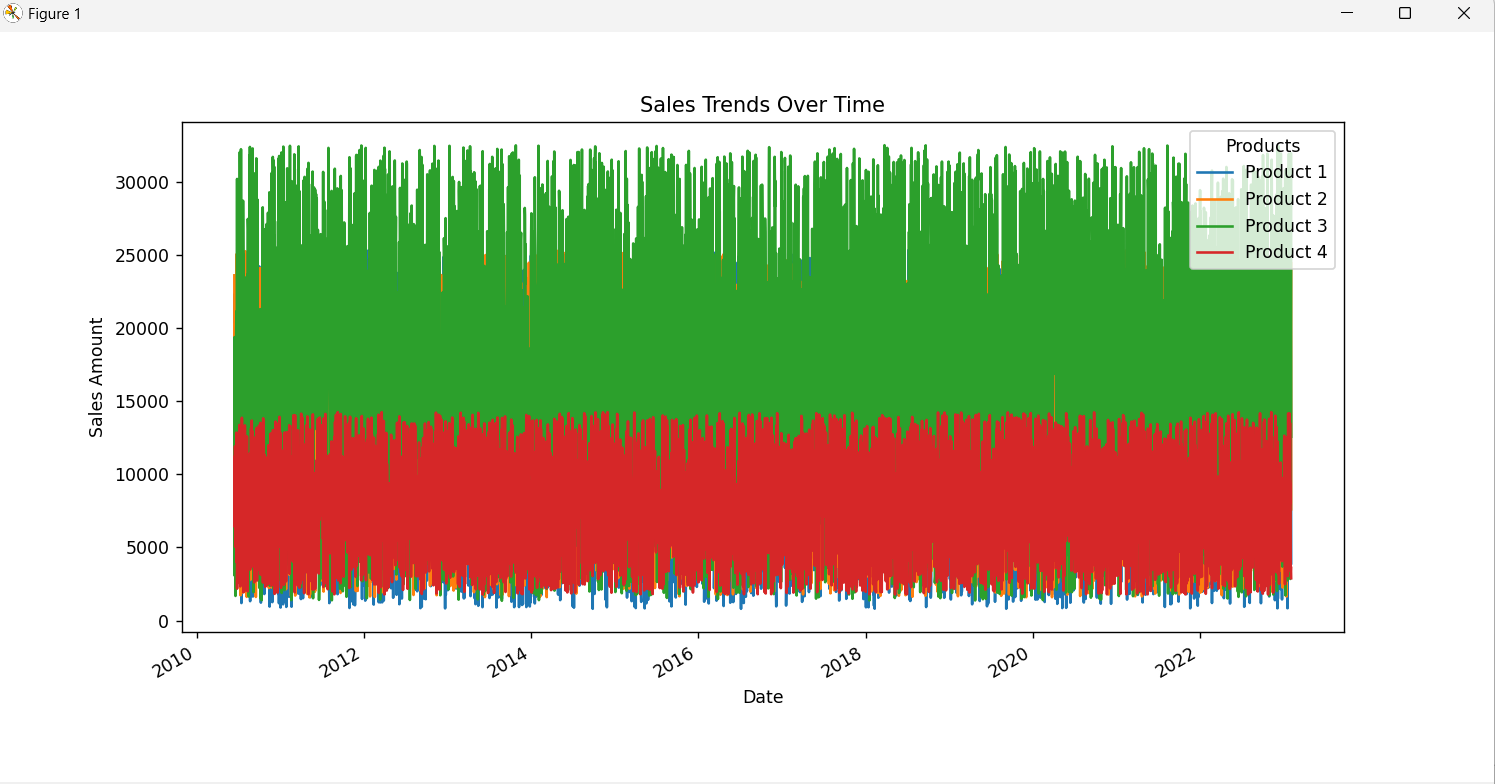 Figure 1
Sales Trends Over Time
Products
Product 1
Product 2
Product 3
Product 4
Sales Amount
30000
25000
20000
15000
10000
5000
0
2010
2012
2014
2016
2018
2020
2022
Date